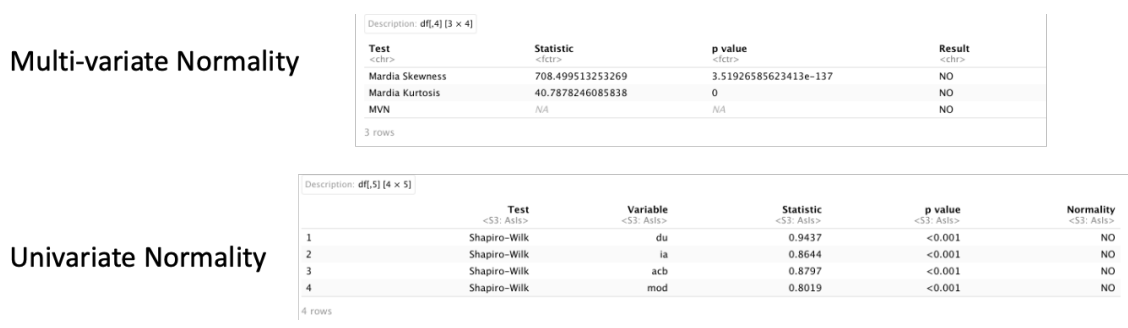 Multi-variate Normality
Description: df[,4] [3 × 4]
Test Statistic p value Result
<chr> <fctr> <fctr> <chr>
Mardia Skewness 708.499513253269 3.51926585623413e-137 NO
Mardia Kurtosis 40.7878246085838 0 NO
MVN NA NA NO
3 rows
Univariate Normality
Description: df[,5] [4 × 5]
Test Variable Statistic p value Normality
<S3: AsIs> <S3: AsIs> <S3: AsIs> <S3: AsIs> <S3: AsIs>
1 Shapiro-Wilk du 0.9437 <0.001 NO
2 Shapiro-Wilk ia 0.8644 <0.001 NO
3 Shapiro-Wilk acb 0.8797 <0.001 NO
4 Shapiro-Wilk mod 0.8019 <0.001 NO
4 rows